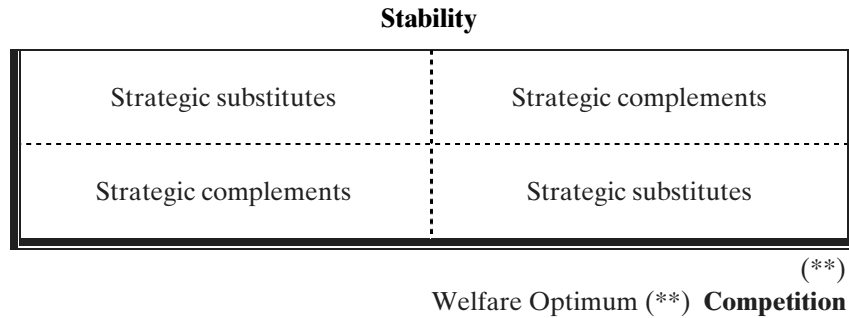 Stability
Strategic substitutes Strategic complements
Strategic complements Strategic substitutes
(**)
Welfare Optimum (**) Competition